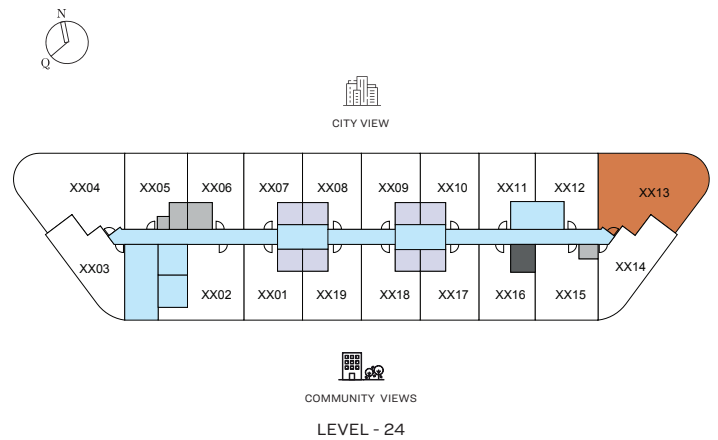 N
Q
CITY VIEW
XX04 XX05 XX06 XX07 XX08 XX09 XX10 XX11 XX12 XX13
XX03 XX14
XX02 XX01 XX19 XX18 XX17 XX16 XX15
COMMUNITY VIEWS
LEVEL - 24